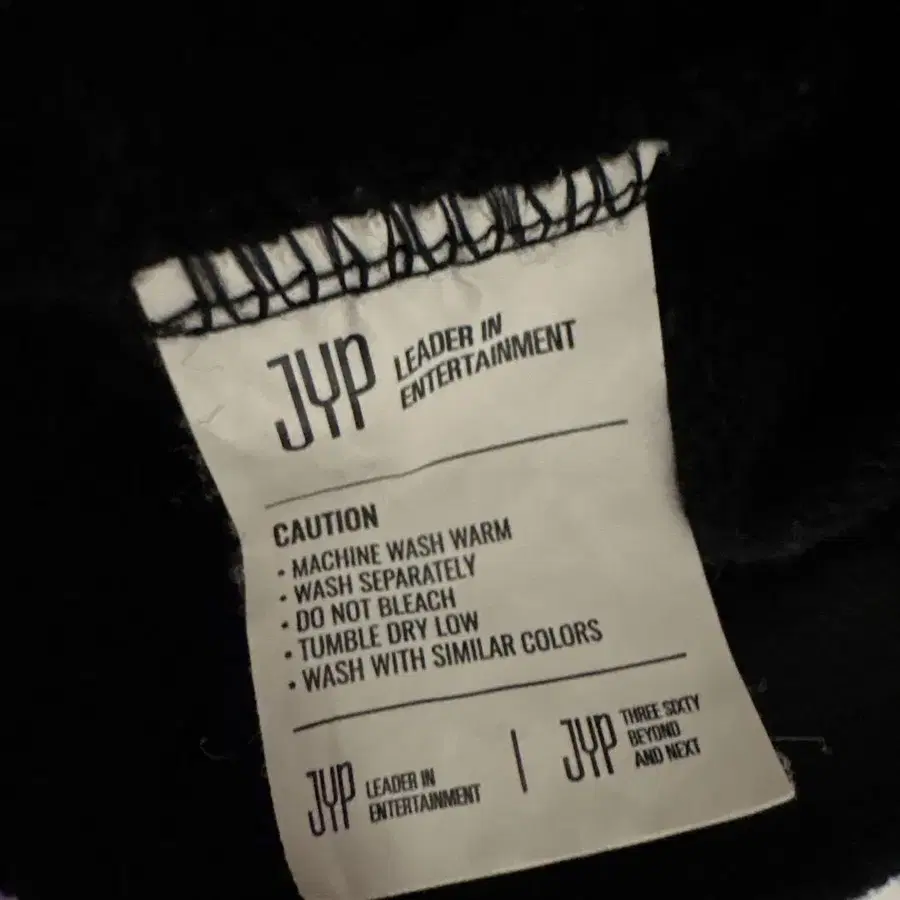 JYP LEADER IN
ENTERTAINMENT
CAUTION
• MACHINE WASH WARM
• WASH SEPARATELY
• DO NOT BLEACH
• TUMBLE DRY LOW
• WASH WITH SIMILAR COLORS
JYP LEADER IN
ENTERTAINMENT
JYP THREE SIXTY
BEYOND
AND NEXT